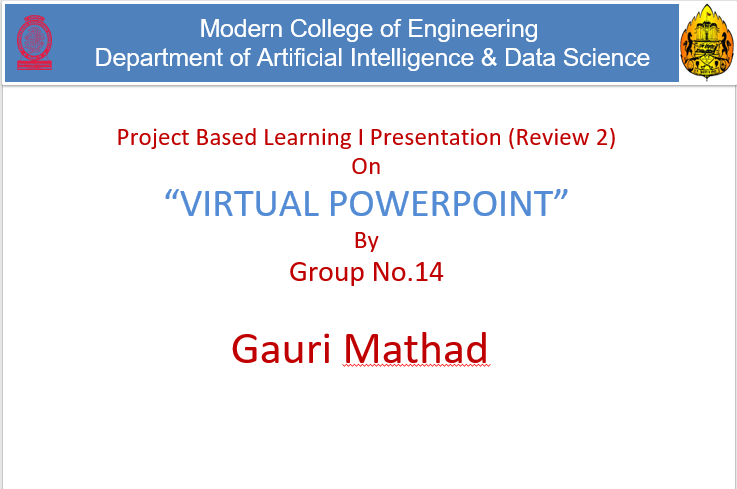 Modern College of Engineering
Department of Artificial Intelligence & Data Science
Project Based Learning I Presentation (Review 2)
On
“VIRTUAL POWERPOINT”
By
Group No.14
Gauri Mathad